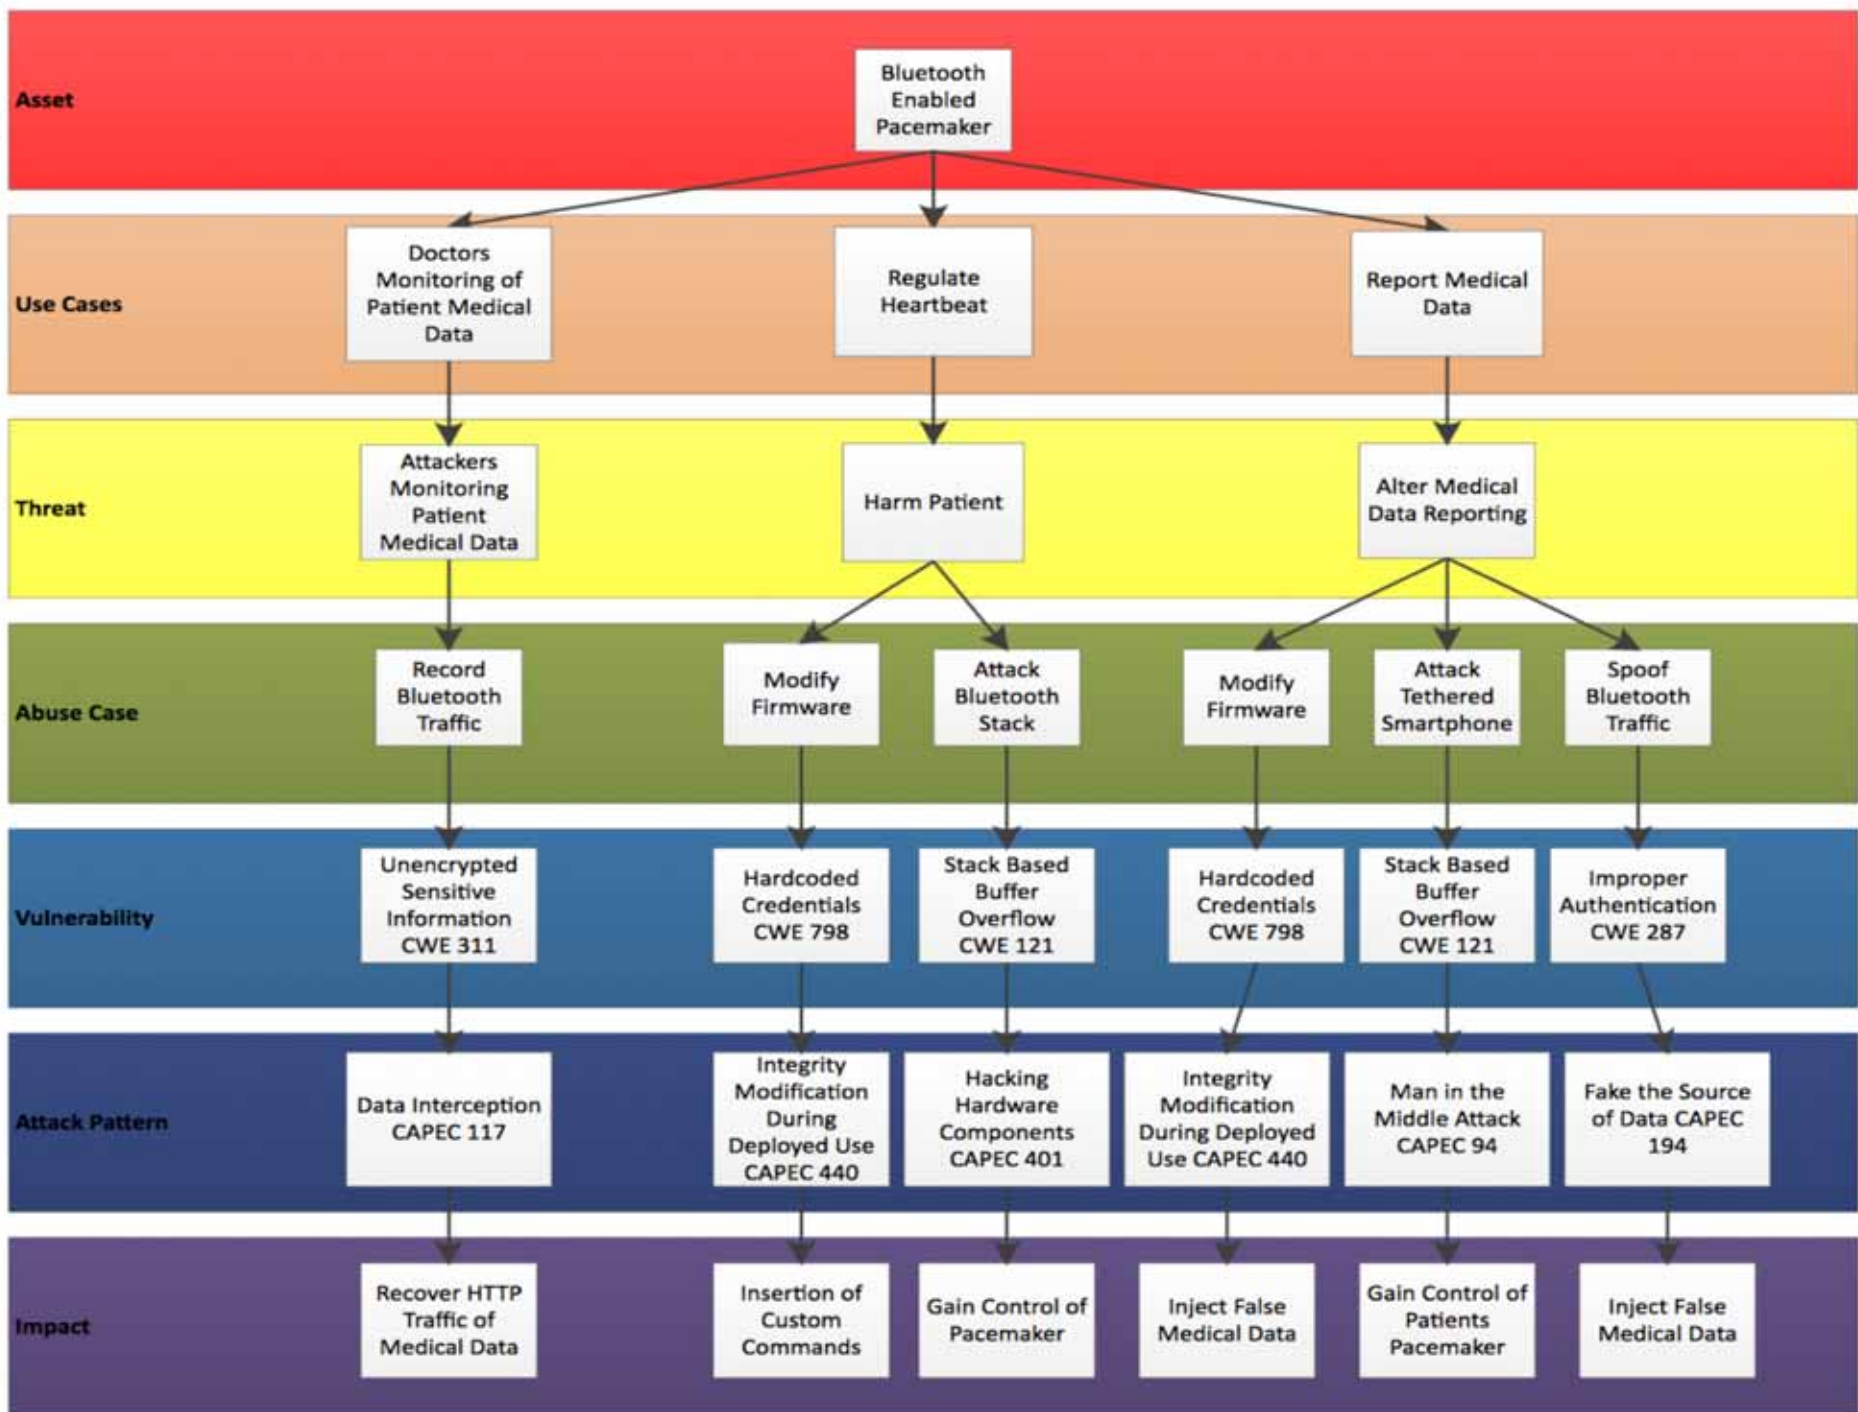 Asset
Bluetooth
Enabled
Pacemaker
Use Cases
Doctors
Monitoring of
Patient Medical
Data
Regulate
Heartbeat
Report Medical
Data
Threat
Attackers
Monitoring
Patient
Medical Data
Harm Patient
Alter Medical
Data Reporting
Abuse Case
Record
Bluetooth
Traffic
Modify
Firmware
Attack
Bluetooth
Stack
Modify
Firmware
Attack
Tethered
Smartphone
Spoof
Bluetooth
Traffic
Vulnerability
Unencrypted
Sensitive
Information
CWE 311
Hardcoded
Credentials
CWE 798
Stack Based
Buffer
Overflow
CWE 121
Hardcoded
Credentials
CWE 798
Stack Based
Buffer
Overflow
CWE 121
Improper
Authentication
CWE 287
Attack Pattern
Data Interception
CAPEC 117
Integrity
Modification
During
Deployed Use
CAPEC 440
Hacking
Hardware
Components
CAPEC 401
Integrity
Modification
During Deployed
Use CAPEC 440
Man in the
Middle Attack
CAPEC 94
Fake the Source
of Data CAPEC
194
Impact
Recover HTTP
Traffic of
Medical Data
Insertion of
Custom
Commands
Gain Control of
Pacemaker
Inject False
Medical Data
Gain Control of
Patients
Pacemaker
Inject False
Medical Data